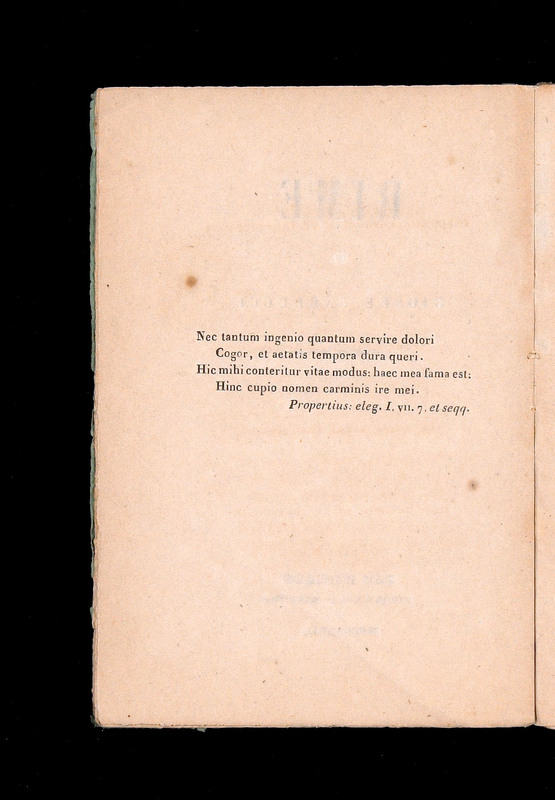 Nec tantum ingenio quantum servire dolori
Cogor, et aetatis tempora dura queri.
Hic mihi conteritur vitae modus: haec mea fama est:
Hinc cupio nomen carminis ire mei.
Propertius: eleg. I. VII. 7. et seqq.